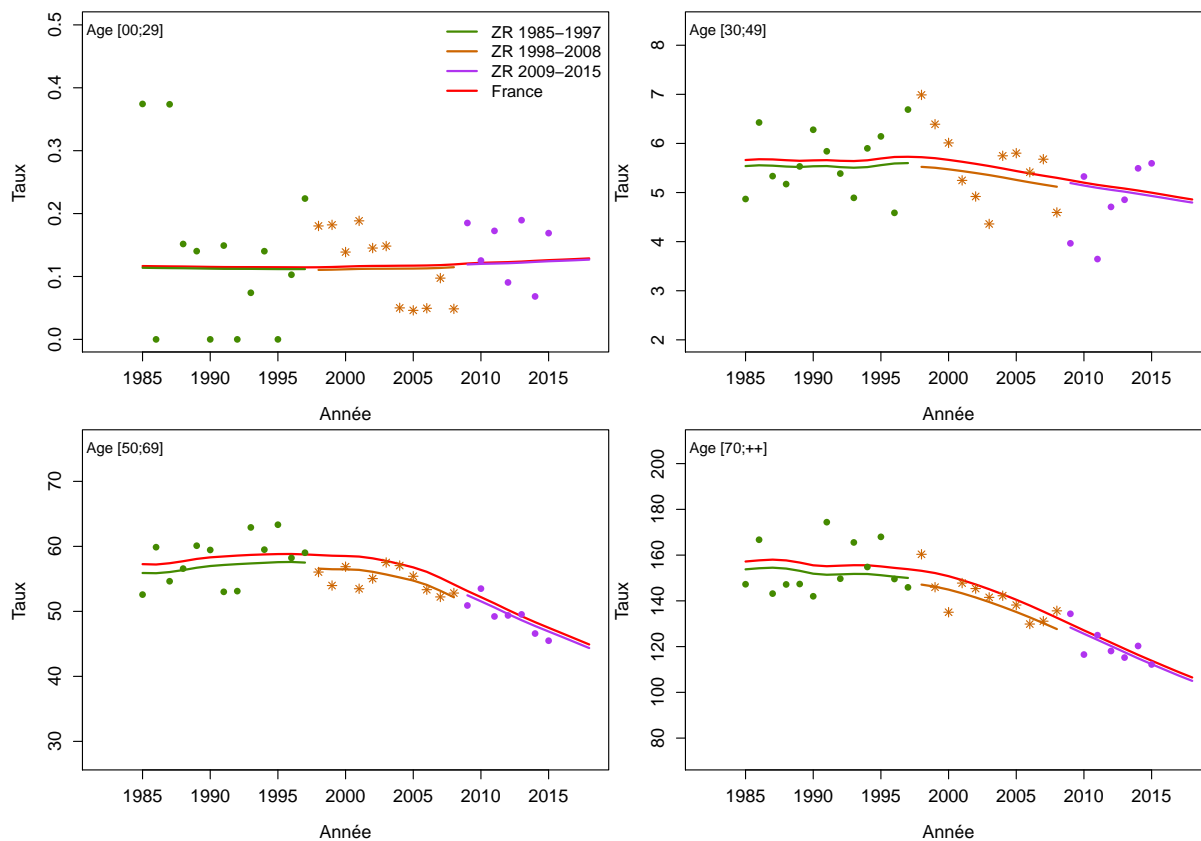 Age [00;29]
ZR 1985−1997
ZR 1998−2008
ZR 2009−2015
France
Taux
0.5
0.4
0.3
0.2
0.1
0.0
1985 1990 1995 2000 2005 2010 2015
Année
Age [30;49]
Taux
8
7
6
5
4
3
2
1985 1990 1995 2000 2005 2010 2015
Année
Age [50;69]
Taux
70
60
50
40
30
1985 1990 1995 2000 2005 2010 2015
Année
Age [70;++]
Taux
200
180
160
140
120
100
80
1985 1990 1995 2000 2005 2010 2015
Année